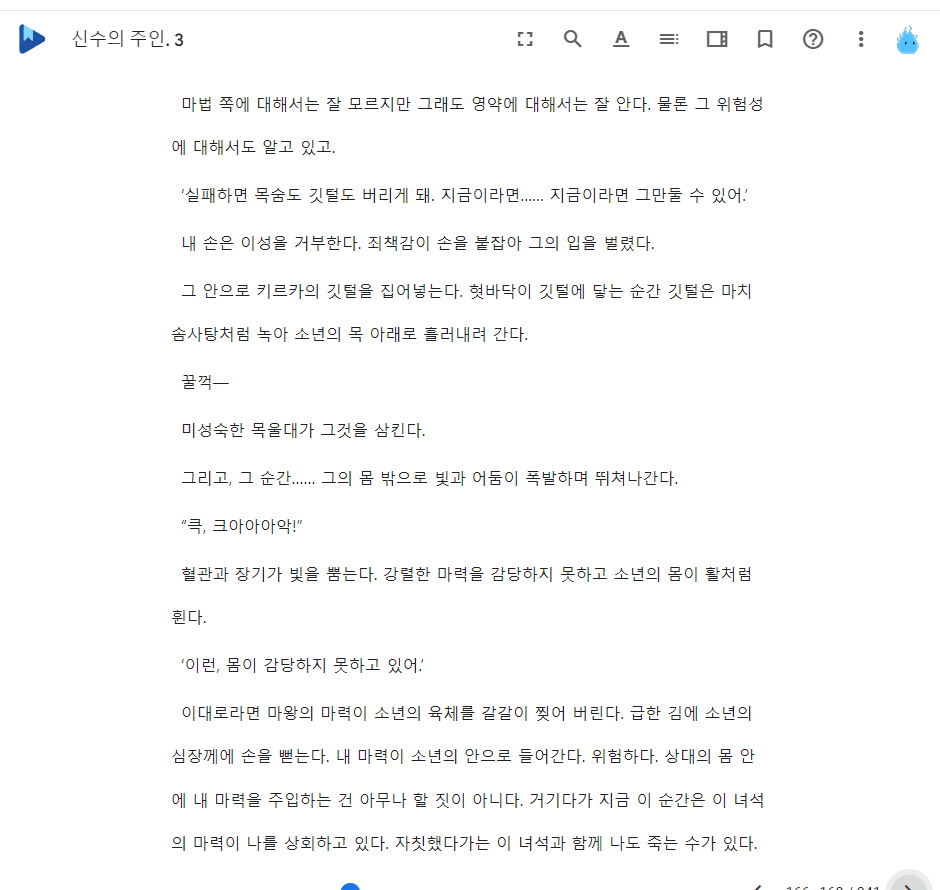 신수의 주인. 3
마법 쪽에 대해서는 잘 모르지만 그래도 영약에 대해서는 잘 안다. 물론 그 위험성
에 대해서도 알고 있고.
‘실패하면 목숨도 깃털도 버리게 돼. 지금이라면…… 지금이라면 그만둘 수 있어.’
내 손은 이성을 거부한다. 죄책감이 손을 붙잡아 그의 입을 벌렸다.
그 안으로 키르카의 깃털을 집어넣는다. 혓바닥이 깃털에 닿는 순간 깃털은 마치
솜사탕처럼 녹아 소년의 목 아래로 흘러내려 간다.
꿀꺽―
미성숙한 목울대가 그것을 삼킨다.
그리고, 그 순간…… 그의 몸 밖으로 빛과 어둠이 폭발하며 뛰쳐나간다.
“큭, 크아아아악!”
혈관과 장기가 빛을 뿜는다. 강렬한 마력을 감당하지 못하고 소년의 몸이 활처럼
휜다.
‘이런, 몸이 감당하지 못하고 있어.’
이대로라면 마왕의 마력이 소년의 육체를 갈갈이 찢어 버린다. 급한 김에 소년의
심장께에 손을 뻗는다. 내 마력이 소년의 안으로 들어간다. 위험하다. 상대의 몸 안
에 내 마력을 주입하는 건 아무나 할 짓이 아니다. 거기다가 지금 이 순간은 이 녀석
의 마력이 나를 상회하고 있다. 자칫했다가는 이 녀석과 함께 나도 죽는 수가 있다.